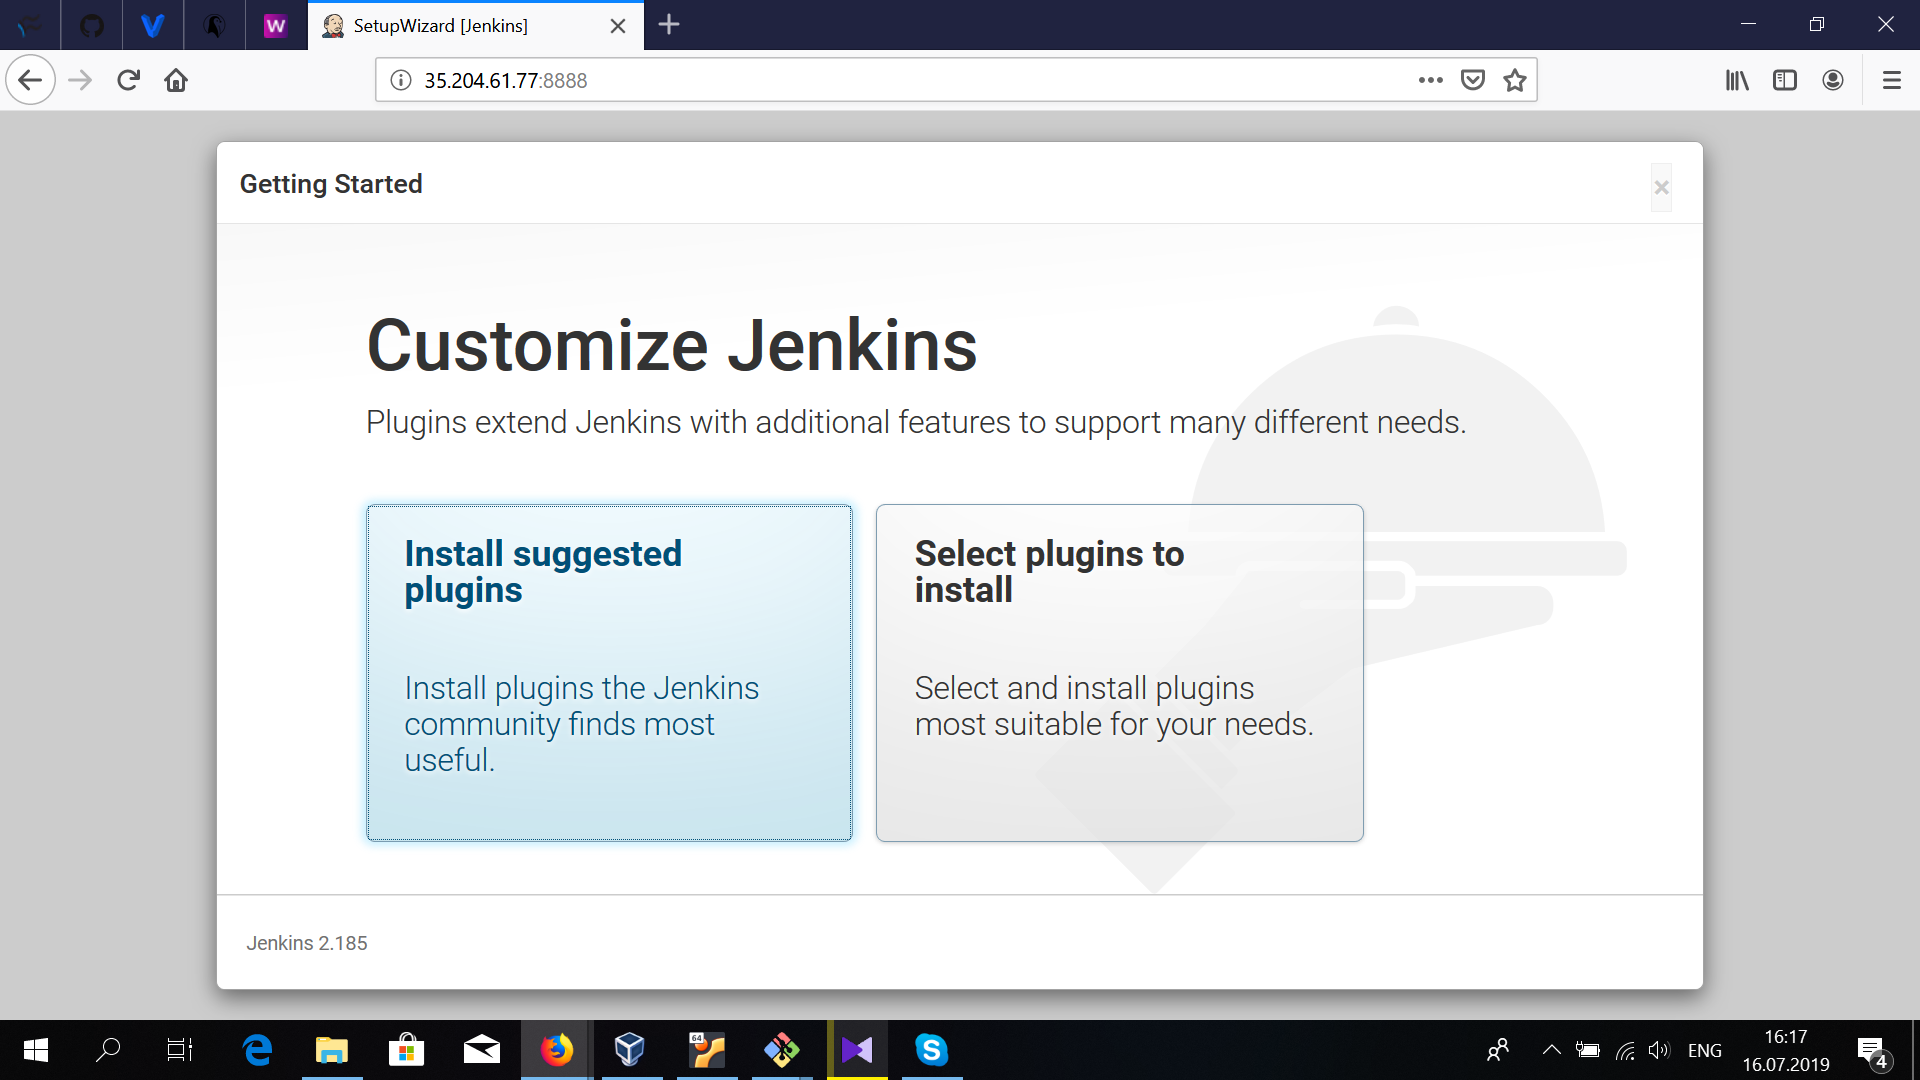 SetupWizard [Jenkins]
35.204.61.77:8888
Getting Started
Customize Jenkins
Plugins extend Jenkins with additional features to support many different needs.
Install suggested
plugins
Install plugins the Jenkins
community finds most
useful.
Select plugins to
install
Select and install plugins
most suitable for your needs.
Jenkins 2.185
64
ENG
16:17
16.07.2019
4